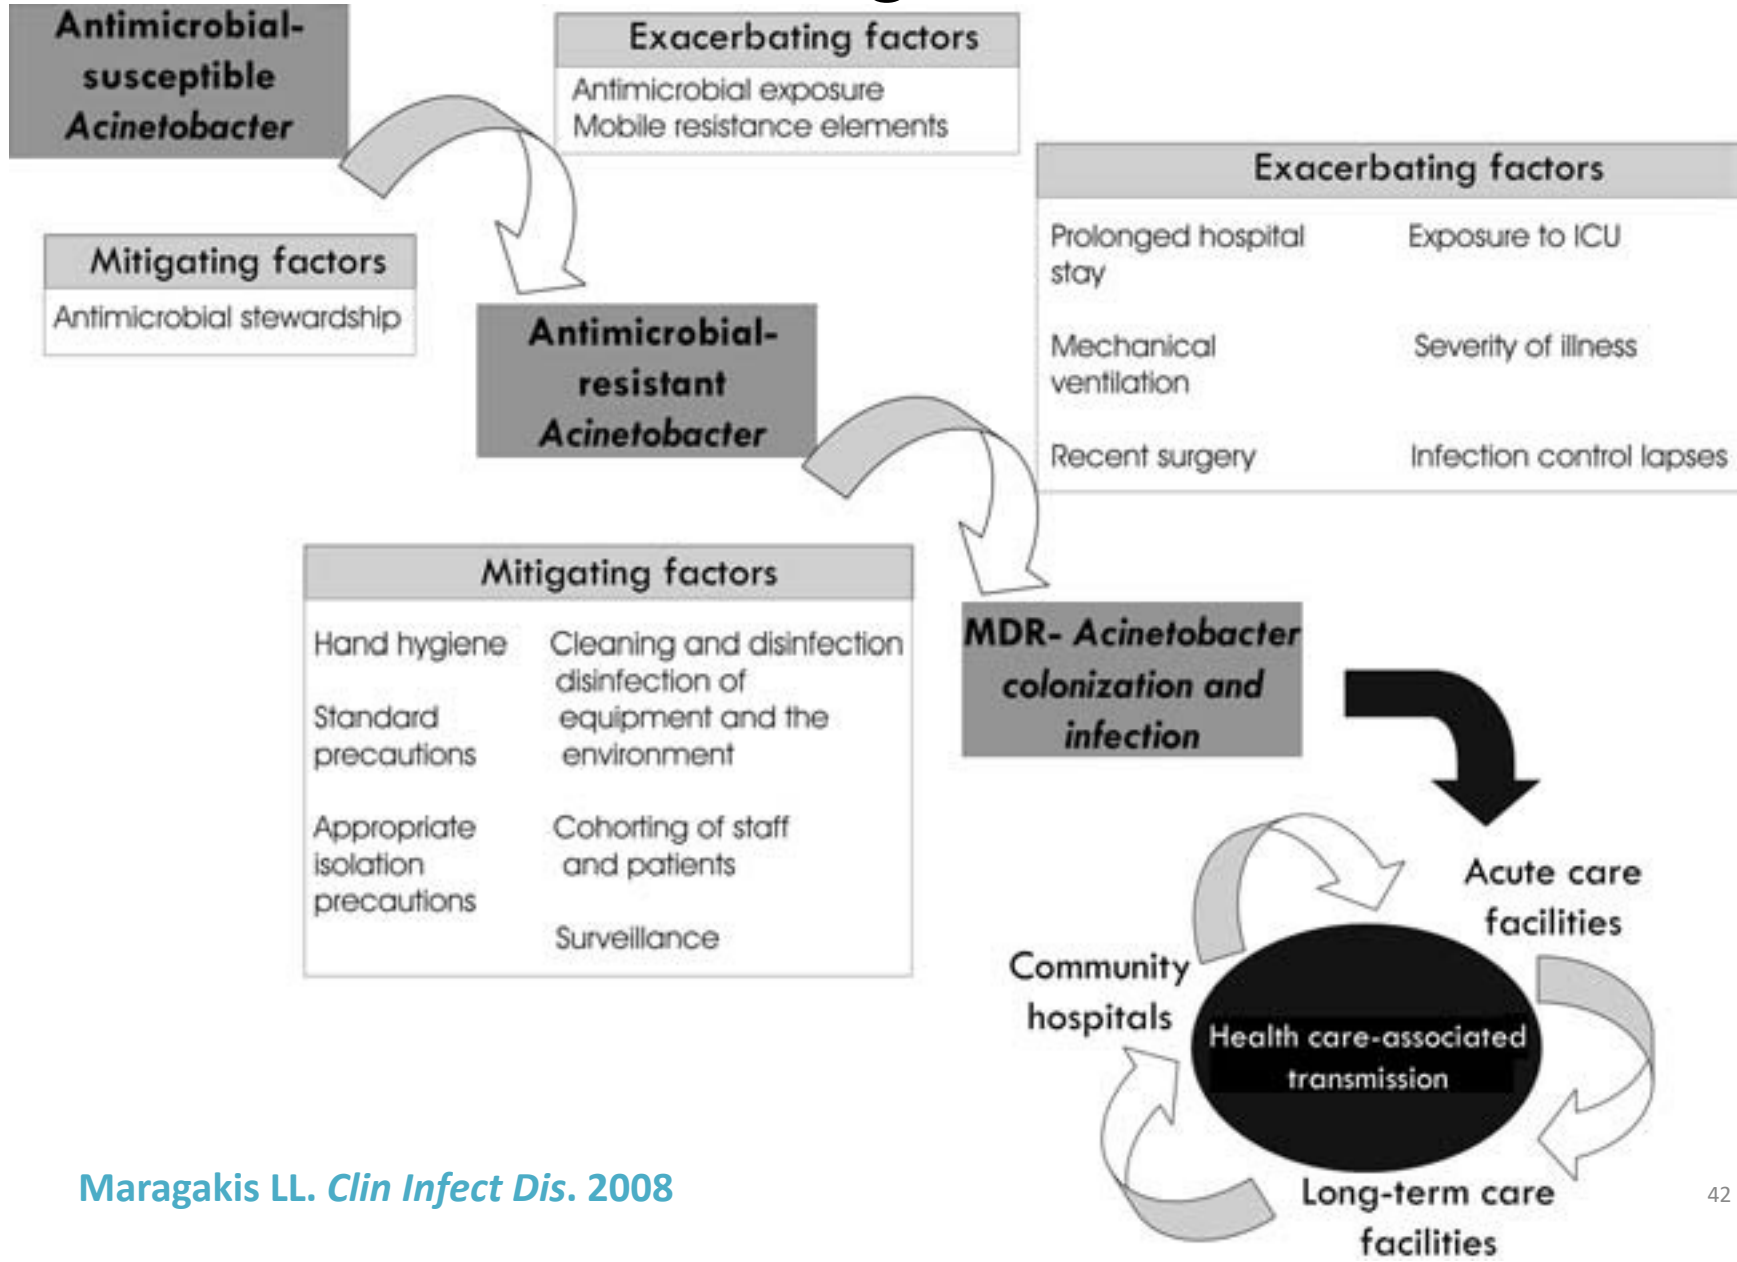 Antimicrobial-
susceptible
Acinetobacter
Exacerbating factors
Antimicrobial exposure
Mobile resistance elements
Mitigating factors
Antimicrobial stewardship
Antimicrobial-
resistant
Acinetobacter
Exacerbating factors
Prolonged hospital
stay
Exposure to ICU
Mechanical
ventilation
Severity of illness
Recent surgery
Infection control lapses
Mitigating factors
Hand hygiene
Standard
precautions
Appropriate
isolation
precautions
Cleaning and disinfection
disinfection of
equipment and the
environment
Cohorting of staff
and patients
Surveillance
MDR- Acinetobacter
colonization and
infection
Acute care
facilities
Community
hospitals
Health care-associated
transmission
Long-term care
facilities
Maragakis LL. Clin Infect Dis. 2008
42